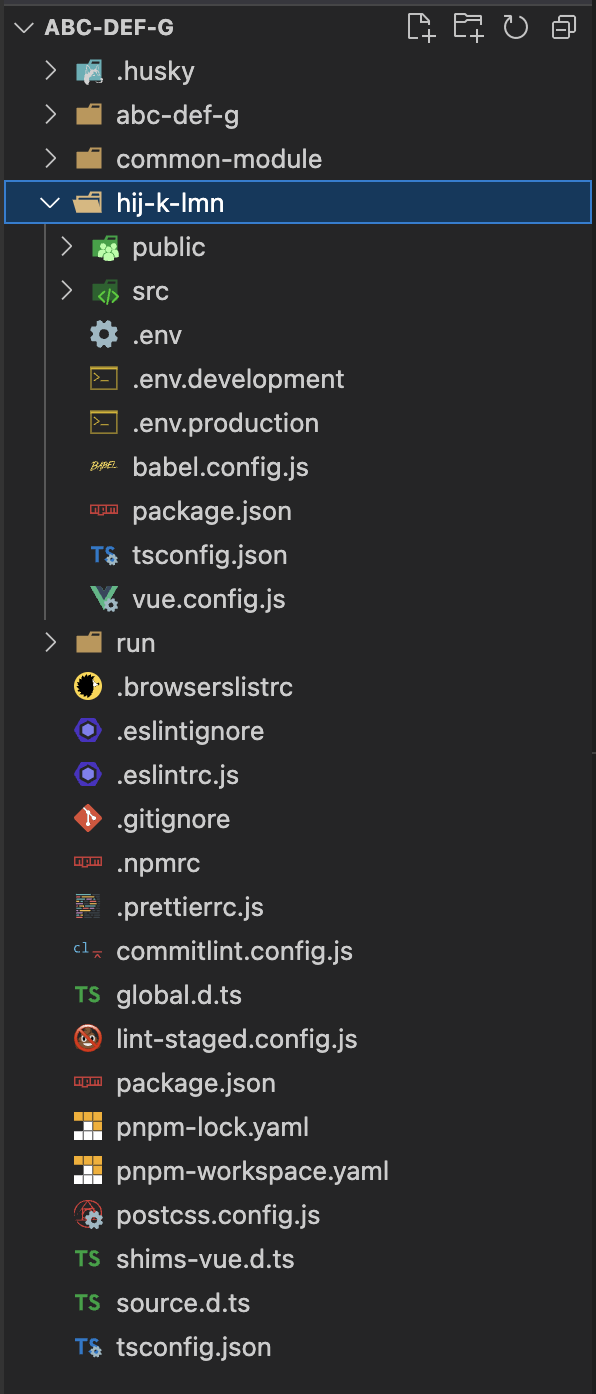 ABC-DEF-G
.husky
abc-def-g
common-module
hij-k-lmn
public
src
.env
.env.development
.env.production
BABEL babel.config.js
package.json
TS tsconfig.json
vue.config.js
run
.browserslistrc
.eslintignore
.eslintrc.js
.gitignore
.npmrc
.prettierrc.js
cl commitlint.config.js
TS global.d.ts
lint-staged.config.js
package.json
pnpm-lock.yaml
pnpm-workspace.yaml
postcss.config.js
TS shims-vue.d.ts
TS source.d.ts
TS tsconfig.json